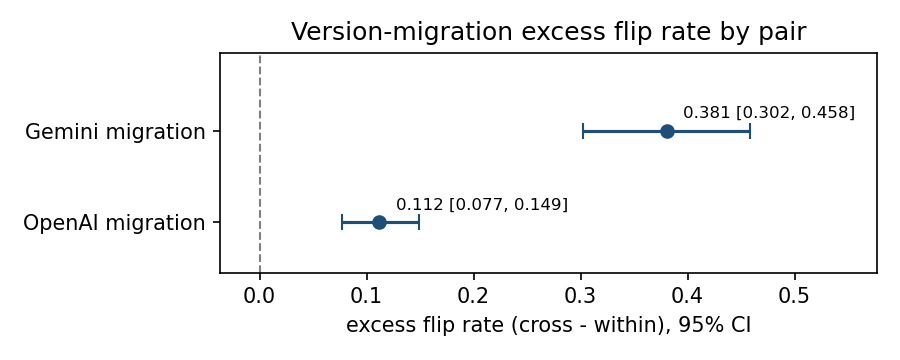 Version-migration excess flip rate by pair
Gemini migration
0.381 [0.302, 0.458]
OpenAI migration
0.112 [0.077, 0.149]
0.0 0.1 0.2 0.3 0.4 0.5
excess flip rate (cross - within), 95% CI